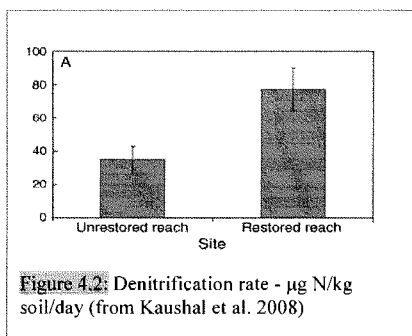 100
A
80
60
40
20
0
Unrestored reach Restored reach
Site
Figure 4.2: Denitrification rate - µg N/kg
soil/day (from Kaushal et al. 2008)